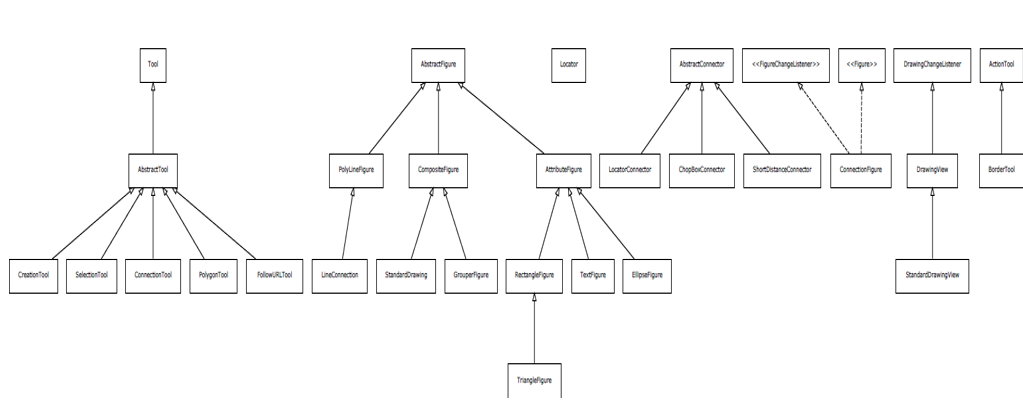 Tool
AbstractFigure
Locator
AbstractConnector
<<FigureChangeListener>>
<<Figure>>
DrawingChangeListener
ActionTool
AbstractTool
PolyLineFigure
CompositeFigure
AttributeFigure
LocatorConnector
ChopBoxConnector
ShortDistanceConnector
ConnectionFigure
DrawingView
BorderTool
CreationTool
SelectionTool
ConnectionTool
PolygonTool
FollowURLTool
LineConnection
StandardDrawing
GrouperFigure
RectangleFigure
TextFigure
EllipseFigure
StandardDrawingView
TriangleFigure